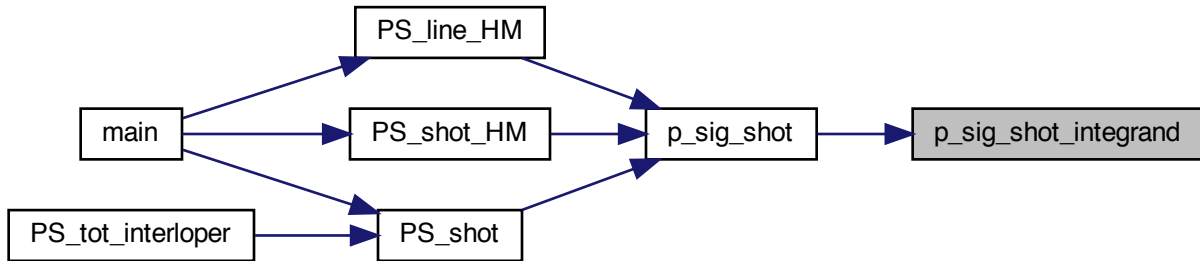 PS_line_HM
main
PS_shot_HM
p_sig_shot
p_sig_shot_integrand
PS_tot_interloper
PS_shot